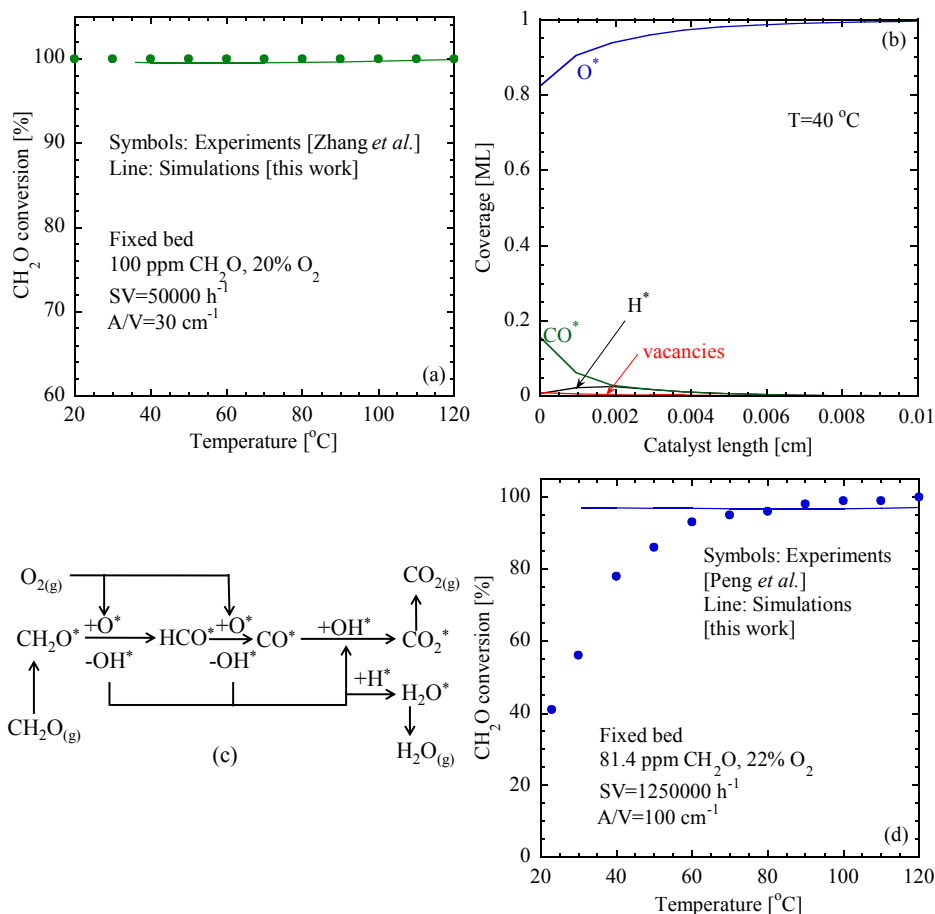 100
90
80
70
60
CH2O conversion [%]
Symbols: Experiments [Zhang et al.]
Line: Simulations [this work]
Fixed bed
100 ppm CH2O, 20% O2
SV=50000 h-1
A/V=30 cm-1
(a)
20 40 60 80 100 120
Temperature [oC]
1
0.8
0.6
0.4
0.2
0
Coverage [ML]
(b)
O*
T=40 oC
H*
CO*
vacancies
0 0.002 0.004 0.006 0.008 0.01
Catalyst length [cm]
O2(g) CO2(g)
+O* +O* +OH*
CH2O* HCO* CO* CO2*
-OH* -OH*
+H* H2O*
CH2O(g) H2O(g)
(c)
100
80
60
40
20
0
CH2O conversion [%]
Symbols: Experiments
[Peng et al.]
Line: Simulations
[this work]
Fixed bed
81.4 ppm CH2O, 22% O2
SV=1250000 h-1
A/V=100 cm-1
(d)
20 40 60 80 100 120
Temperature [oC]